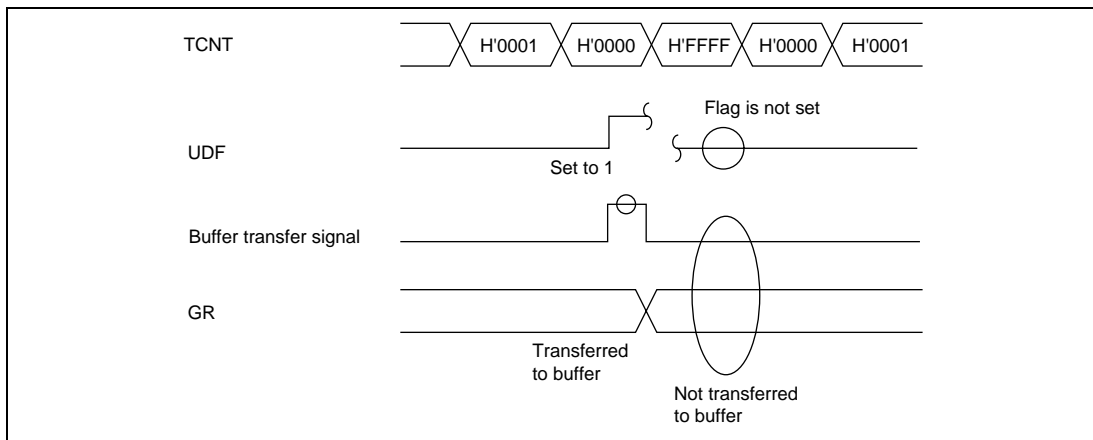 TCNT
H'0001
H'0000
H'FFFF
H'0000
H'0001
Flag is not set
UDF
Set to 1
Buffer transfer signal
GR
Transferred
to buffer
Not transferred
to buffer